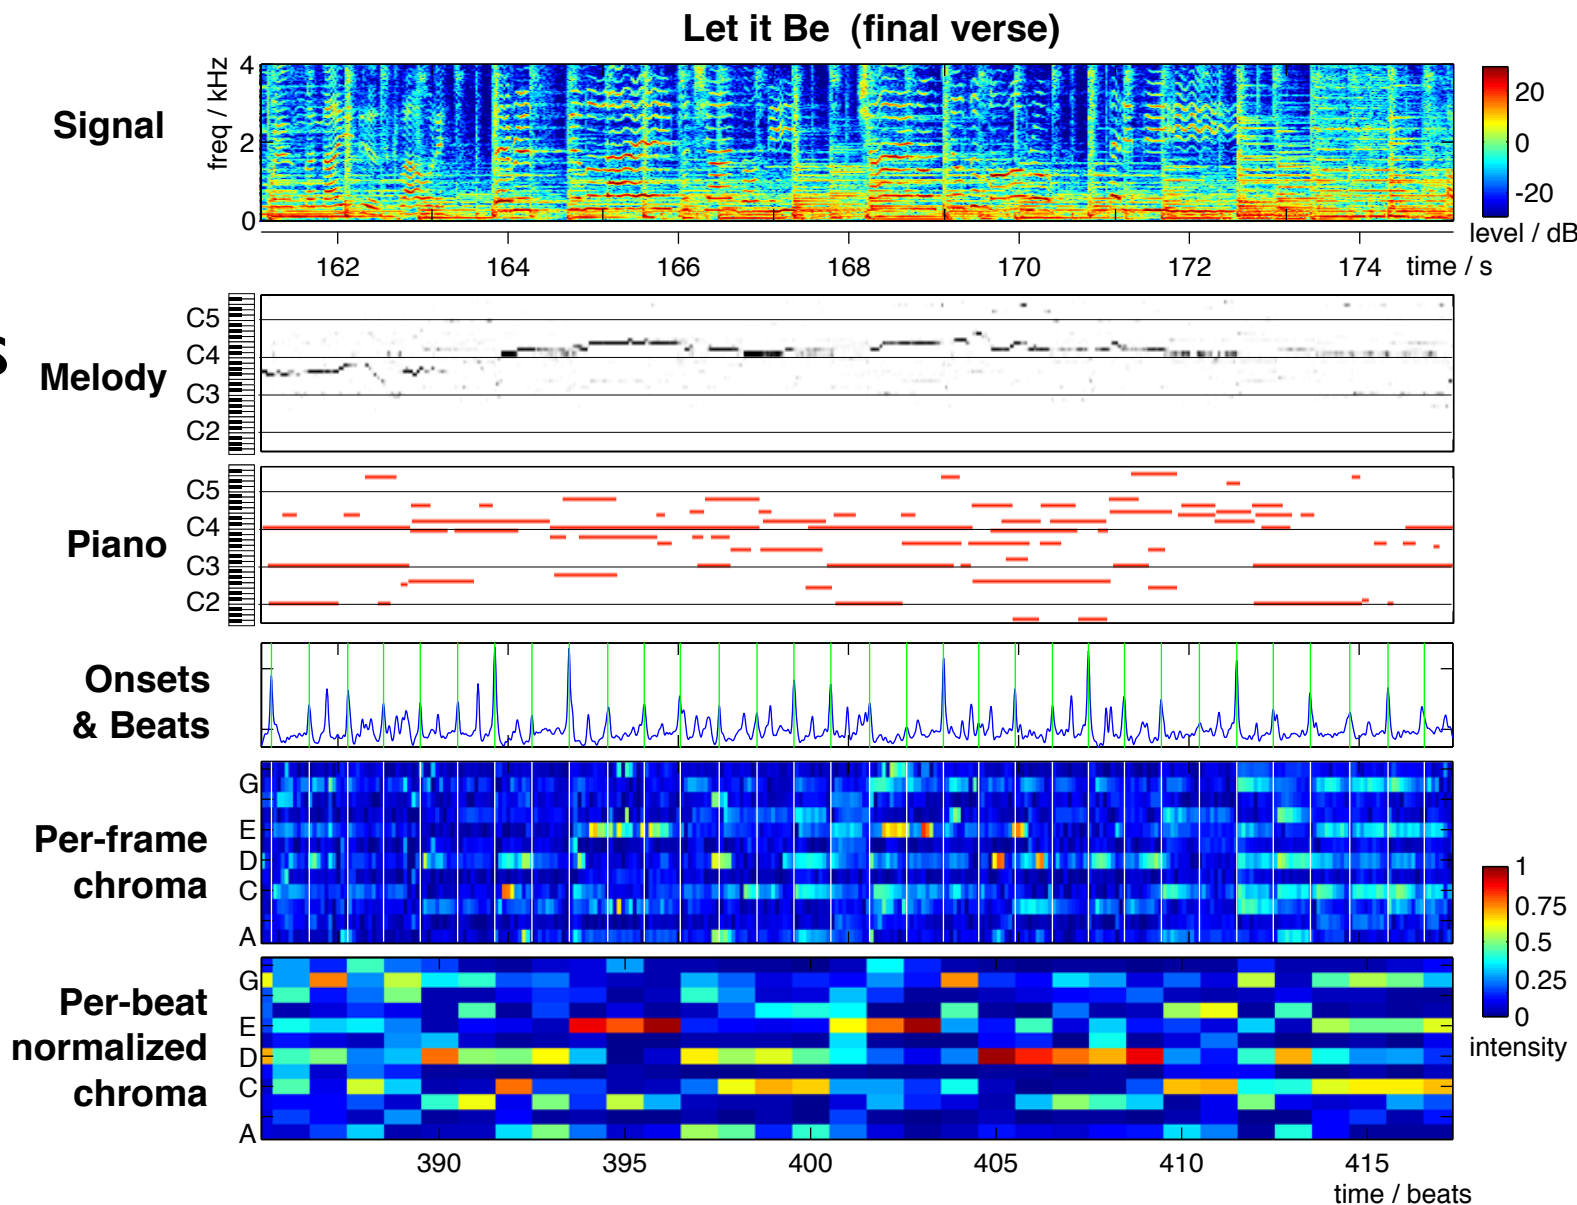 Let it Be (final verse)
Signal
freq / kHz
4
2
0
20
0
-20
level / dB
162 164 166 168 170 172 174 time / s
s
Melody
C5
C4
C3
C2
Piano
C5
C4
C3
C2
Onsets
& Beats
Per-frame
chroma
G
E
D
C
A
1
0.75
0.5
0.25
0
intensity
Per-beat
normalized
chroma
G
E
D
C
A
390 395 400 405 410 415
time / beats